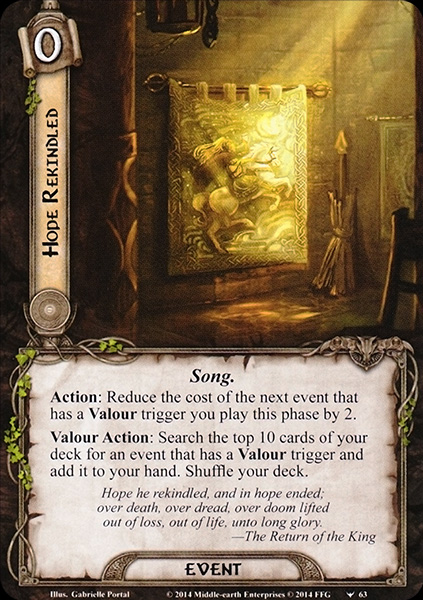 0
HOPE REKINDLED
Song.
Action: Reduce the cost of the next event that
has a Valour trigger you play this phase by 2.
Valour Action: Search the top 10 cards of your
deck for an event that has a Valour trigger and
add it to your hand. Shuffle your deck.
Hope he rekindled, and in hope ended;
over death, over dread, over doom lifted
out of loss, out of life, unto long glory.
—The Return of the King
EVENT
Illus. Gabrielle Portal © 2014 Middle-earth Enterprises © 2014 FFG 63